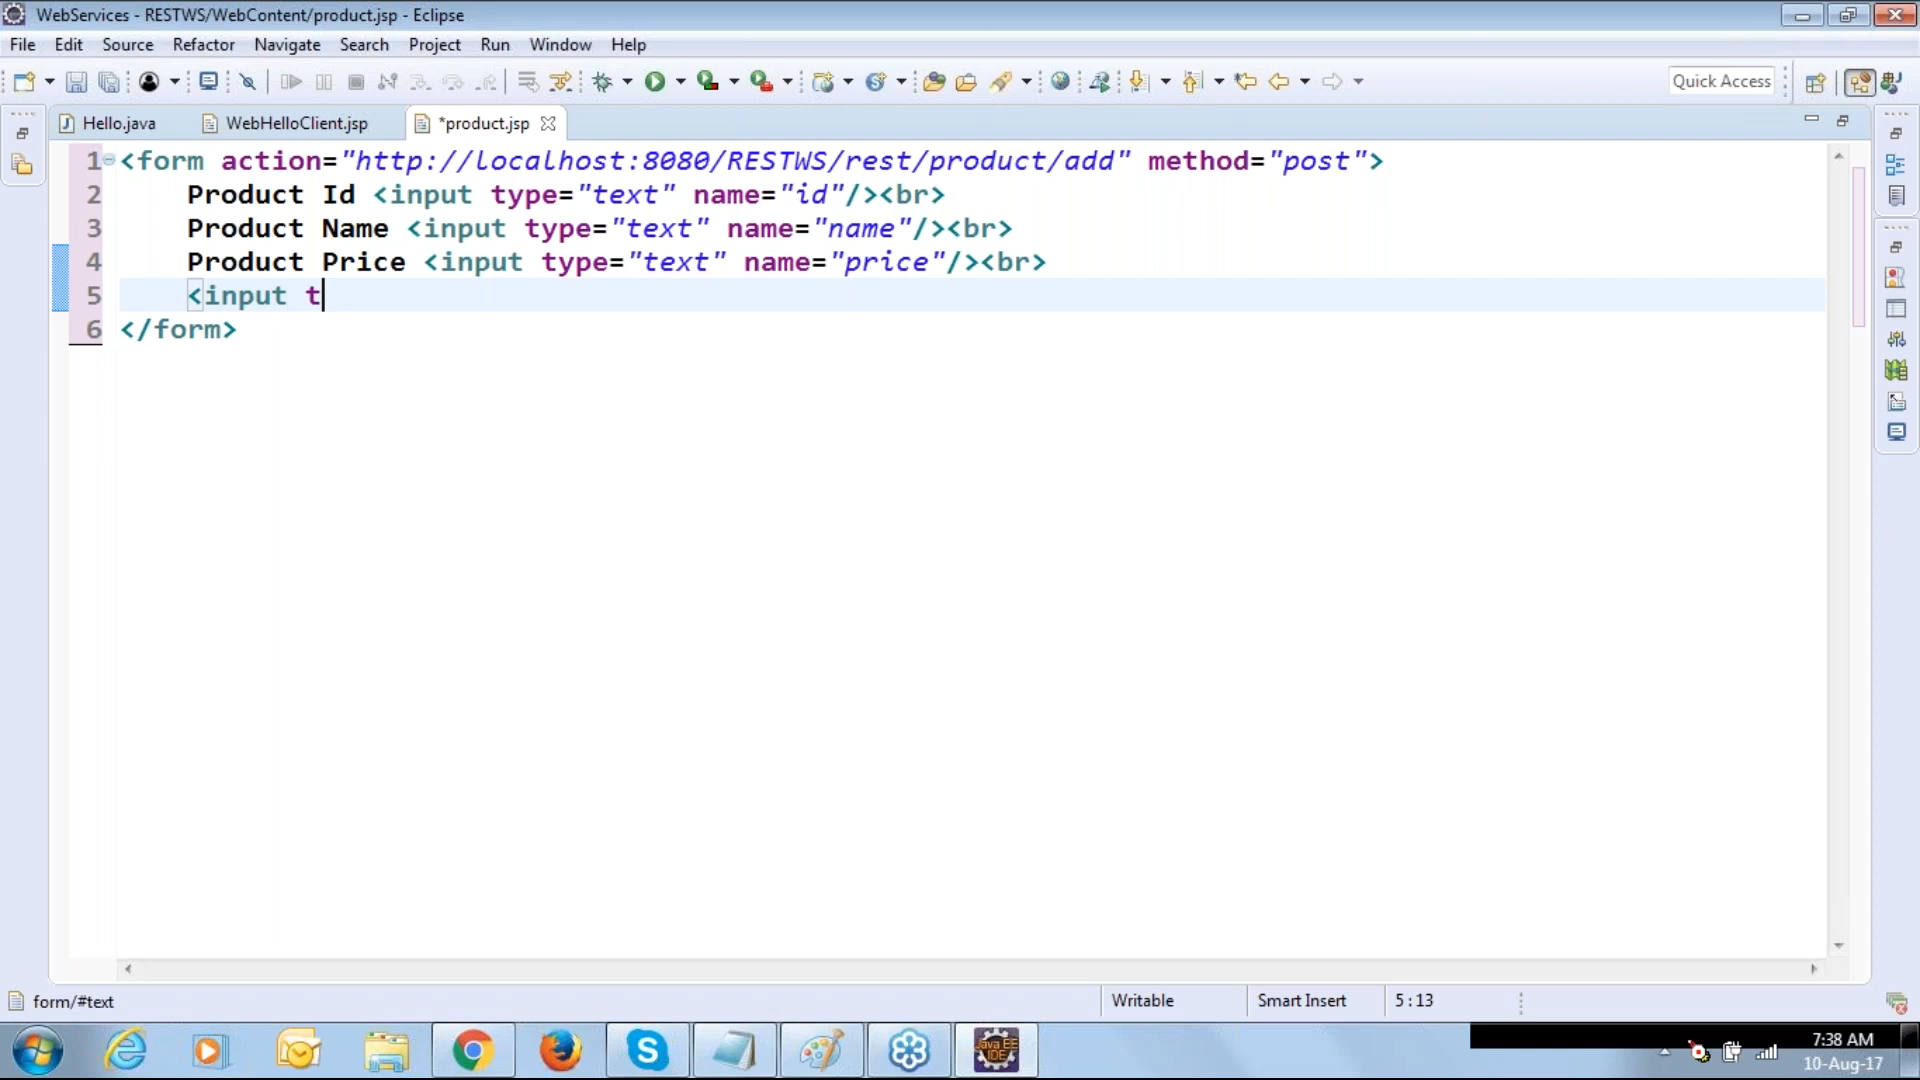 WebServices - RESTWS/WebContent/product.jsp - Eclipse
File Edit Source Refactor Navigate Search Project Run Window Help
Quick Access
Hello.java WebHelloClient.jsp *product.jsp
1 <form action="http://localhost:8080/RESTWS/rest/product/add" method="post">
2 Product Id <input type="text" name="id"/><br>
3 Product Name <input type="text" name="name"/><br>
4 Product Price <input type="text" name="price"/><br>
5 <input t
6 </form>
form/#text Writable Smart Insert 5 : 13
Java EE
IDE
7:38 AM
10-Aug-17